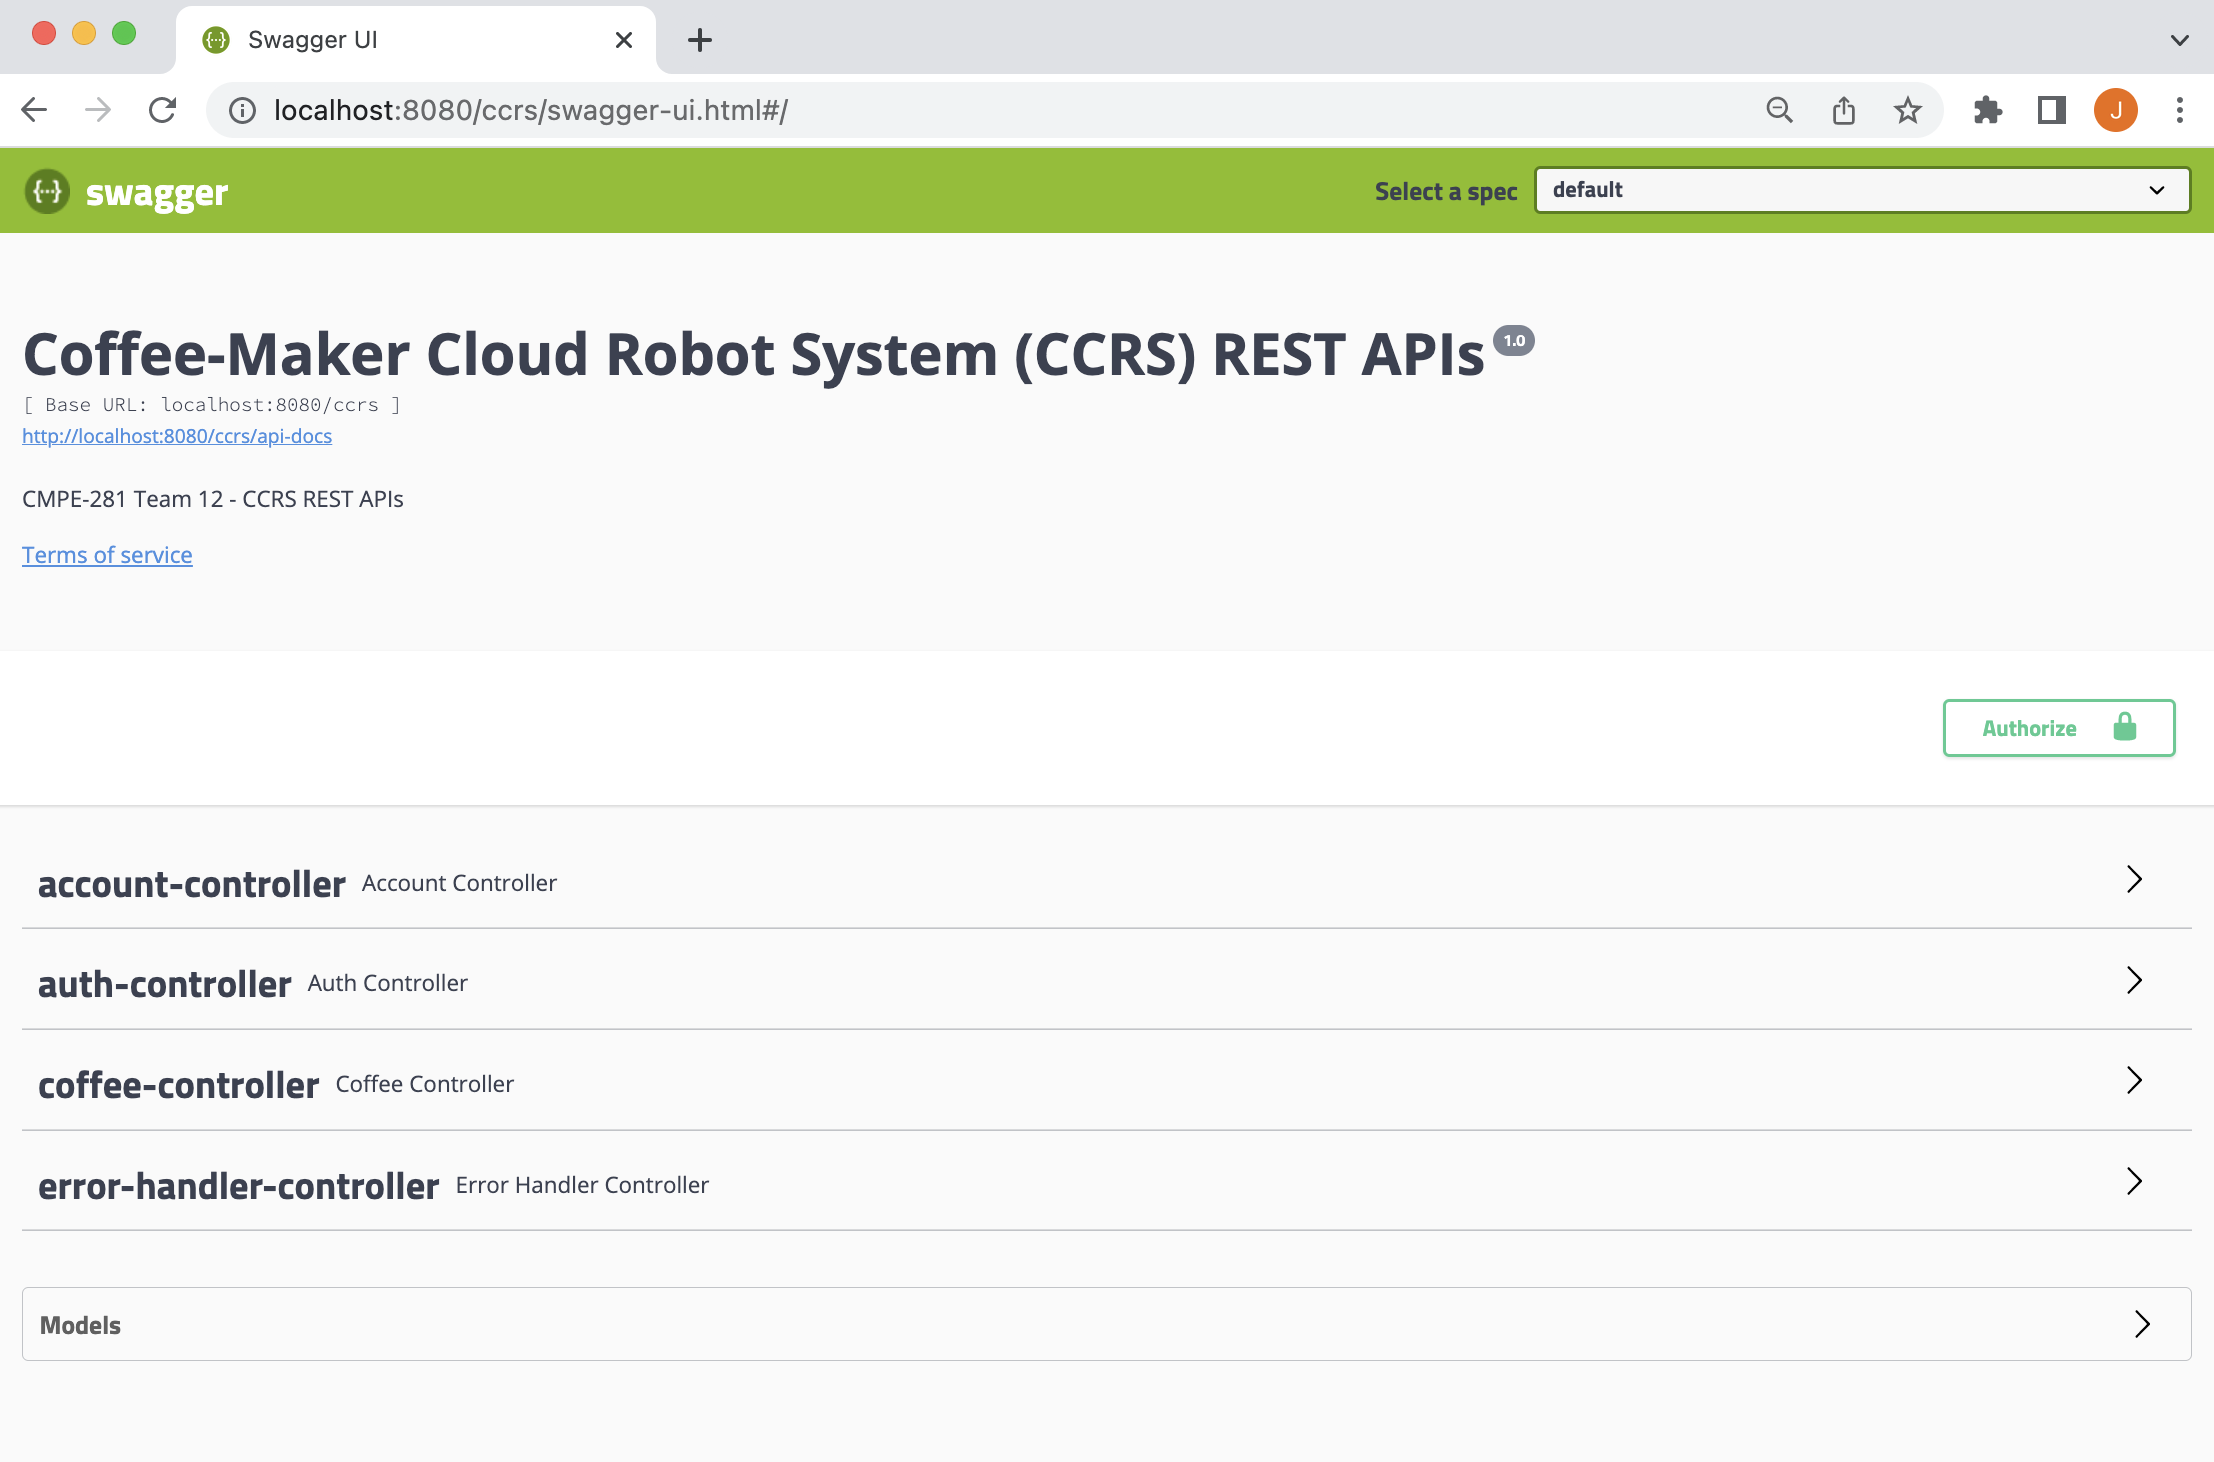 Swagger UI
localhost:8080/ccrs/swagger-ui.html#/
J
{···} swagger
Select a spec
default
Coffee-Maker Cloud Robot System (CCRS) REST APIs 1.0
[ Base URL: localhost:8080/ccrs ]
http://localhost:8080/ccrs/api-docs
CMPE-281 Team 12 - CCRS REST APIs
Terms of service
Authorize
account-controller Account Controller
auth-controller Auth Controller
coffee-controller Coffee Controller
error-handler-controller Error Handler Controller
Models